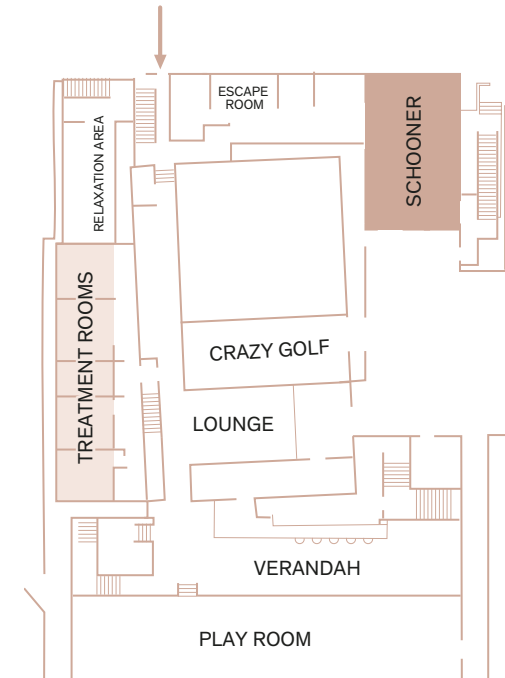 ESCAPE
ROOM
SCHOONER
RELAXATION AREA
TREATMENT ROOMS
CRAZY GOLF
LOUNGE
VERANDAH
PLAY ROOM